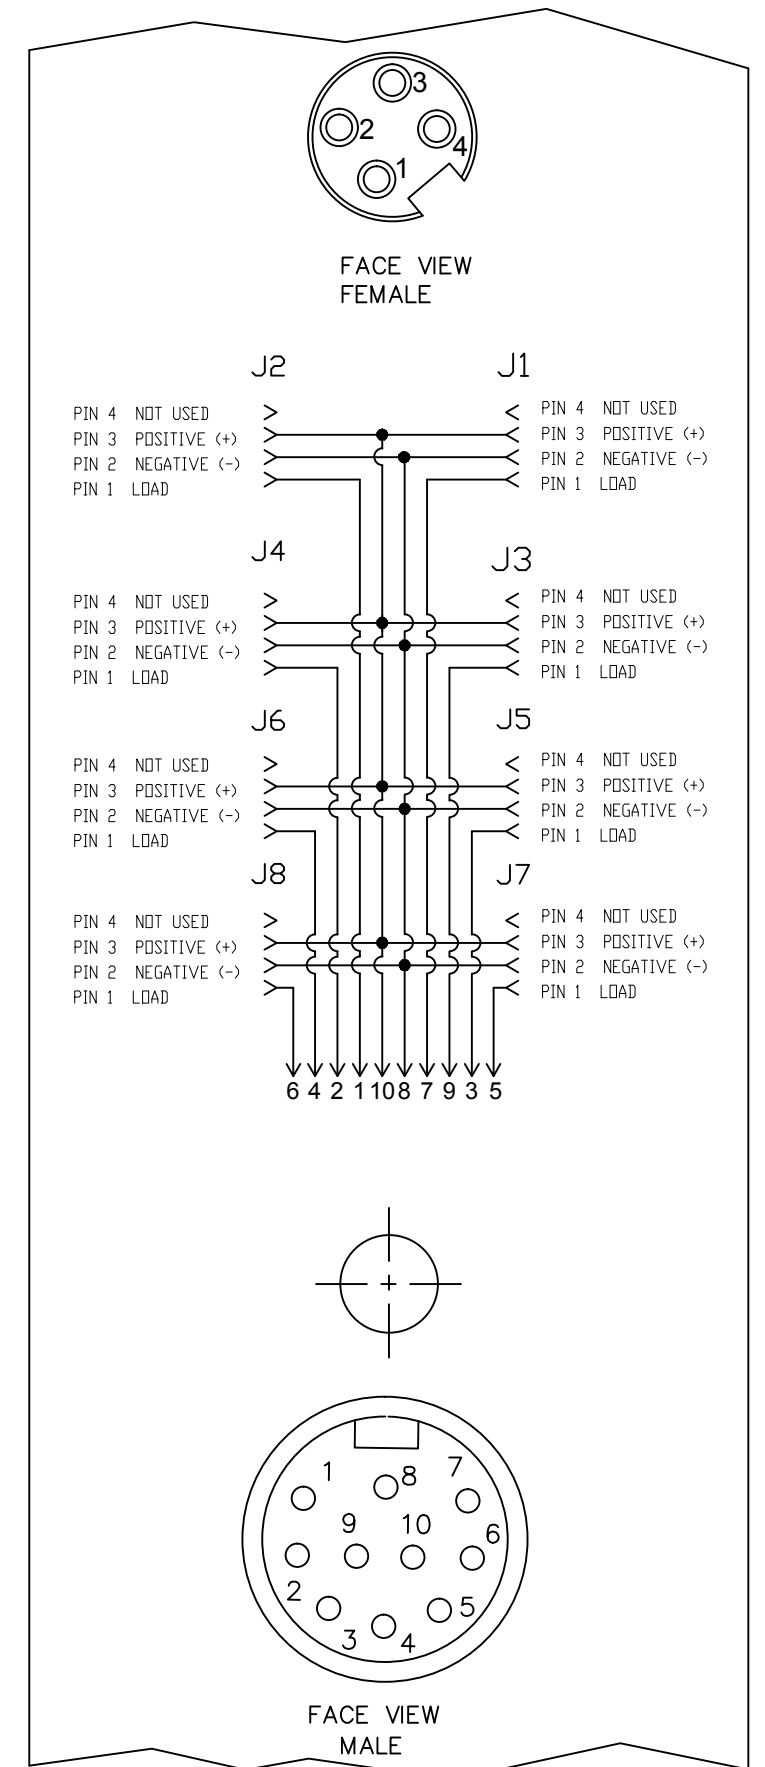 3
2
4
1
FACE VIEW
FEMALE
J2
PIN 4 NOT USED
PIN 3 POSITIVE (+)
PIN 2 NEGATIVE (-)
PIN 1 LOAD
J1
PIN 4 NOT USED
PIN 3 POSITIVE (+)
PIN 2 NEGATIVE (-)
PIN 1 LOAD
J4
PIN 4 NOT USED
PIN 3 POSITIVE (+)
PIN 2 NEGATIVE (-)
PIN 1 LOAD
J3
PIN 4 NOT USED
PIN 3 POSITIVE (+)
PIN 2 NEGATIVE (-)
PIN 1 LOAD
J6
PIN 4 NOT USED
PIN 3 POSITIVE (+)
PIN 2 NEGATIVE (-)
PIN 1 LOAD
J5
PIN 4 NOT USED
PIN 3 POSITIVE (+)
PIN 2 NEGATIVE (-)
PIN 1 LOAD
J8
PIN 4 NOT USED
PIN 3 POSITIVE (+)
PIN 2 NEGATIVE (-)
PIN 1 LOAD
J7
PIN 4 NOT USED
PIN 3 POSITIVE (+)
PIN 2 NEGATIVE (-)
PIN 1 LOAD
6 4 2 1 10 8 7 9 3 5
1 8 7
9 10 6
2 3 4 5
FACE VIEW
MALE